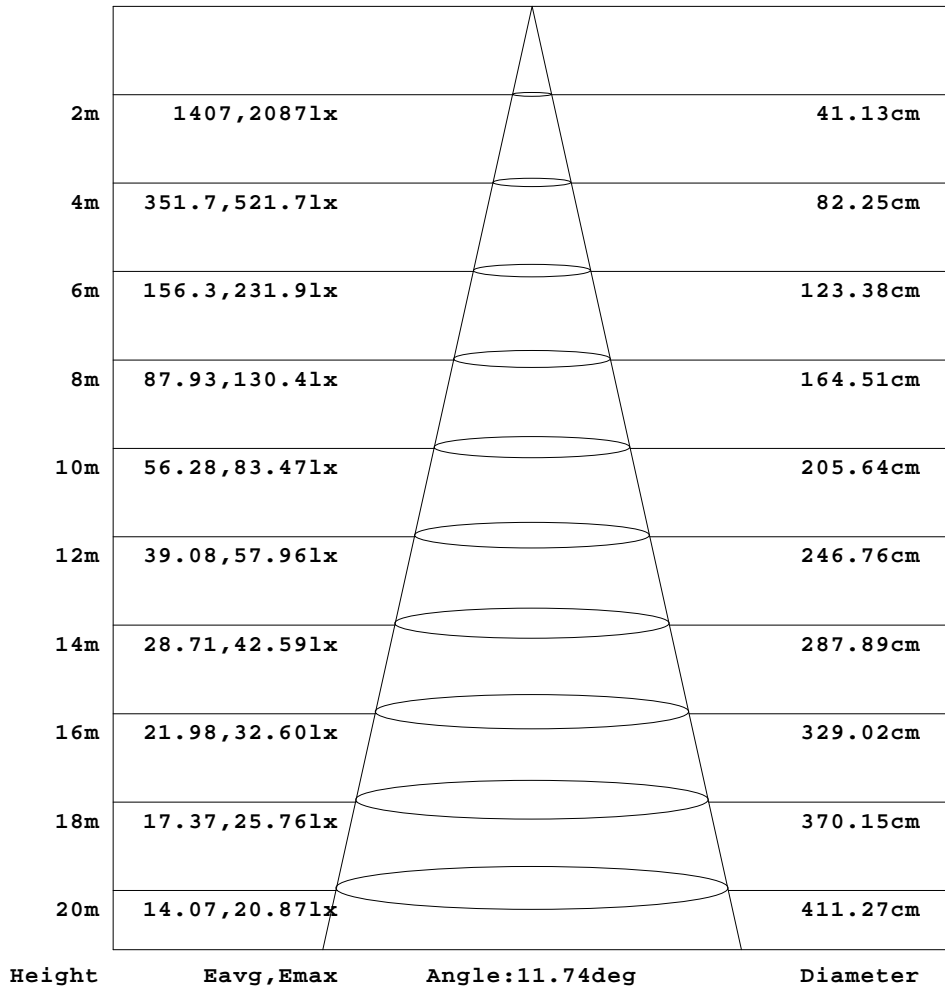 2m 1407,2087lx 41.13cm
4m 351.7,521.7lx 82.25cm
6m 156.3,231.9lx 123.38cm
8m 87.93,130.4lx 164.51cm
10m 56.28,83.47lx 205.64cm
12m 39.08,57.96lx 246.76cm
14m 28.71,42.59lx 287.89cm
16m 21.98,32.60lx 329.02cm
18m 17.37,25.76lx 370.15cm
20m 14.07,20.87lx 411.27cm
Height Eavg,Emax Angle:11.74deg Diameter